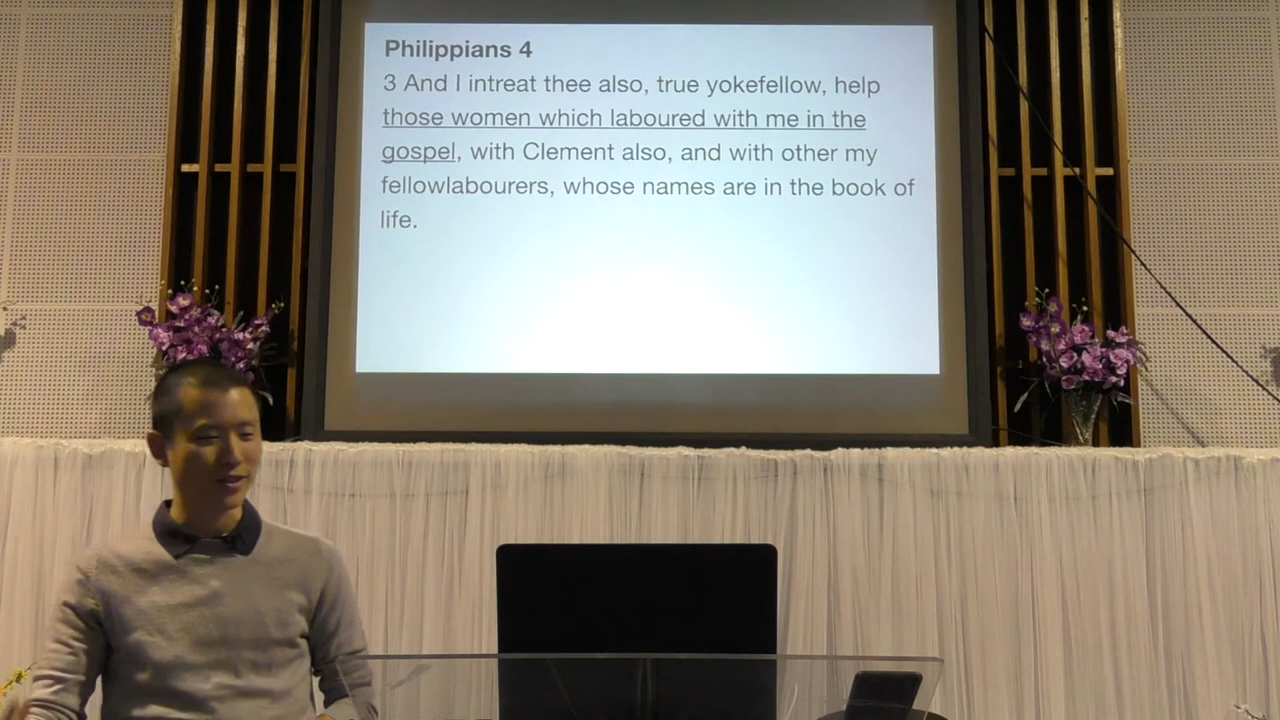 Philippians 4
3 And I intreat thee also, true yokefellow, help
those women which laboured with me in the
gospel, with Clement also, and with other my
fellowlabourers, whose names are in the book of
life.